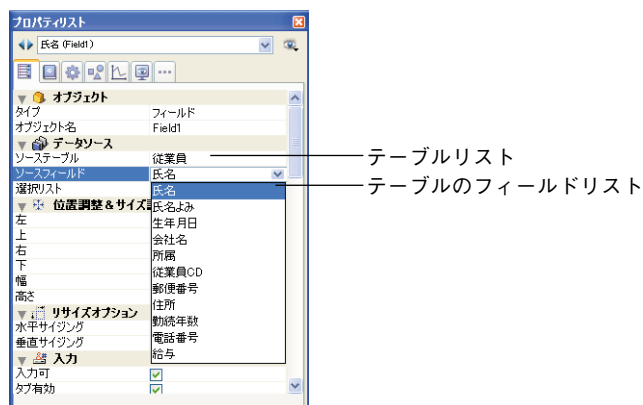 プロパティリスト
氏名 (Field1)
オブジェクト
タイプ フィールド
オブジェクト名 Field1
データソース
ソーステーブル 従業員 テーブルリスト
ソースフィールド 氏名
選択リスト 氏名 テーブルのフィールドリスト
位置調整＆サイズ 氏名よみ
左 生年月日
上 会社名
右 所属
下 従業員CD
幅 郵便番号
高さ 住所
リサイズオプション 勤続年数
水平サイジング 電話番号
垂直サイジング 給与
入力
入力可
タブ有効